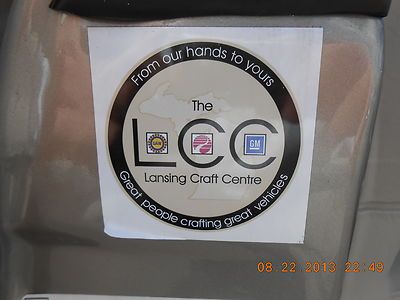 From our hands to yours
The
LCC
UAW
GM
Lansing Craft Centre
Great people crafting great vehicles
08.22.2013 22:49